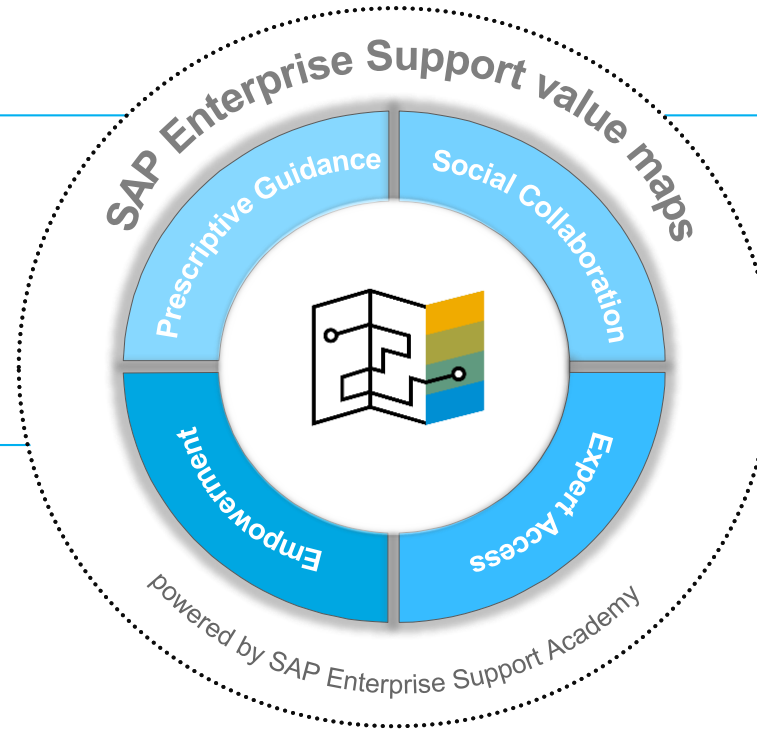 SAP Enterprise Support value maps
Prescriptive Guidance
Social Collaboration
Empowerment
Expert Access
powered by SAP Enterprise Support Academy